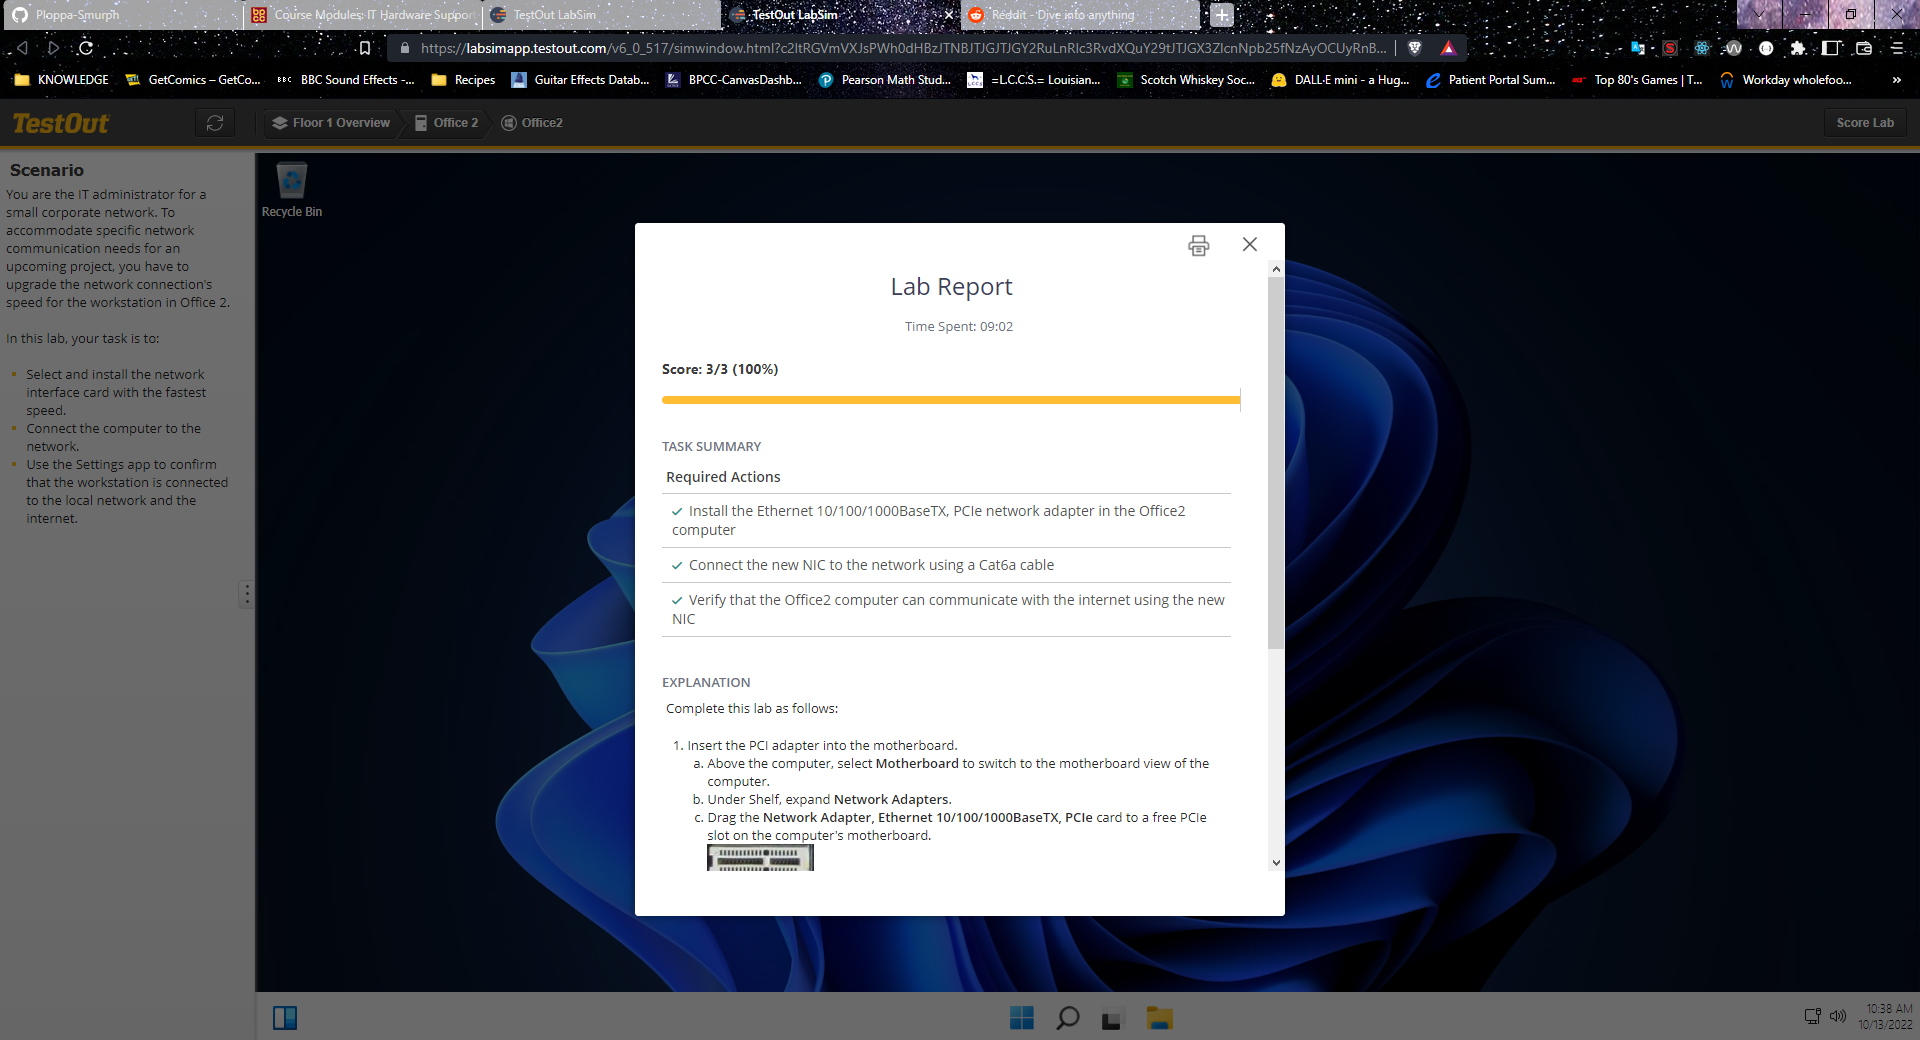 Ploppa-Smurph
Course Modules: IT Hardware Support
TestOut LabSim
TestOut LabSim
Reddit - Dive into anything
KNOWLEDGE
GetComics – GetCo...
BBC BBC Sound Effects -...
Recipes
Guitar Effects Datab...
BPCC-CanvasDashb...
Pearson Math Stud...
=L.C.C.S.= Louisian...
Scotch Whiskey Soc...
DALL·E mini - a Hug...
Patient Portal Sum...
Top 80's Games | T...
Workday wholefoo...
»
TestOut
Floor 1 Overview
Office 2
Office2
Score Lab
Scenario
You are the IT administrator for a
small corporate network. To
accommodate specific network
communication needs for an
upcoming project, you have to
upgrade the network connection's
speed for the workstation in Office 2.
In this lab, your task is to:
Select and install the network
interface card with the fastest
speed.
Connect the computer to the
network.
Use the Settings app to confirm
that the workstation is connected
to the local network and the
internet.
Recycle Bin
Lab Report
Time Spent: 09:02
Score: 3/3 (100%)
TASK SUMMARY
Required Actions
Install the Ethernet 10/100/1000BaseTX, PCIe network adapter in the Office2
computer
Connect the new NIC to the network using a Cat6a cable
Verify that the Office2 computer can communicate with the internet using the new
NIC
EXPLANATION
Complete this lab as follows:
1. Insert the PCI adapter into the motherboard.
a. Above the computer, select Motherboard to switch to the motherboard view of the
computer.
b. Under Shelf, expand Network Adapters.
c. Drag the Network Adapter, Ethernet 10/100/1000BaseTX, PCIe card to a free PCIe
slot on the computer's motherboard.
10:38 AM
10/13/2022